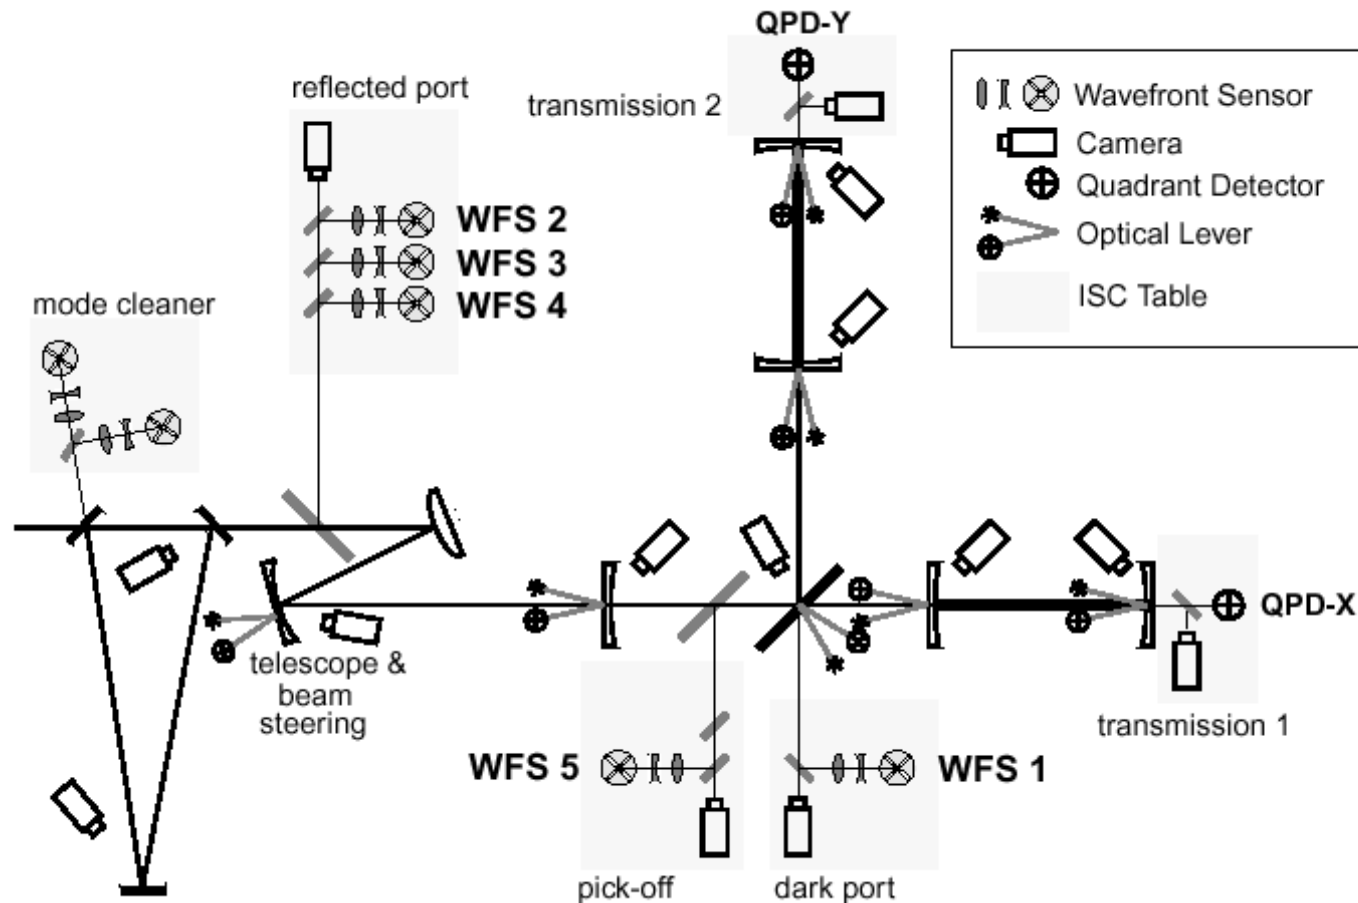 QPD-Y
reflected port
transmission 2
Wavefront Sensor
Camera
Quadrant Detector
Optical Lever
ISC Table
WFS 2
WFS 3
WFS 4
mode cleaner
QPD-X
telescope &
beam
steering
transmission 1
WFS 5
WFS 1
pick-off
dark port